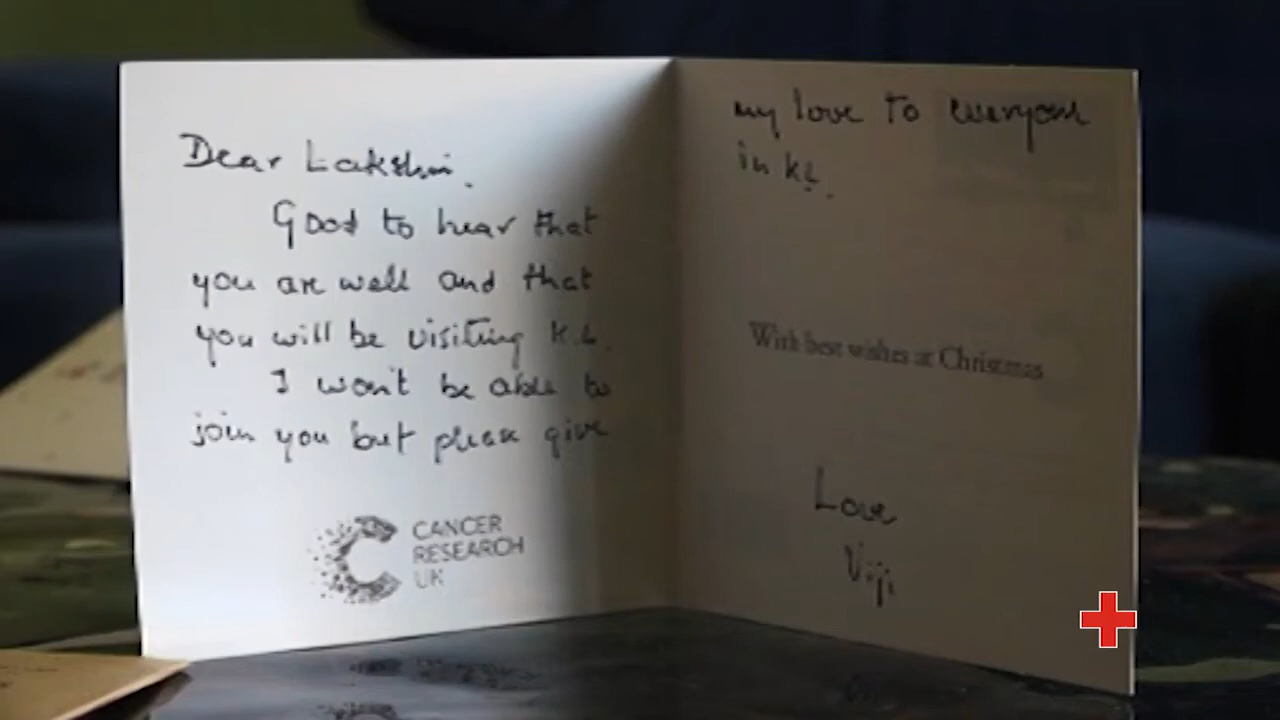 Dear Lakshmi.
Good to hear that
you are well and that
you will be visiting K.L.
I won't be able to
join you but please give
CANCER
RESEARCH
UK
my love to everyone
in KL.
With best wishes at Christmas
Love
Viji